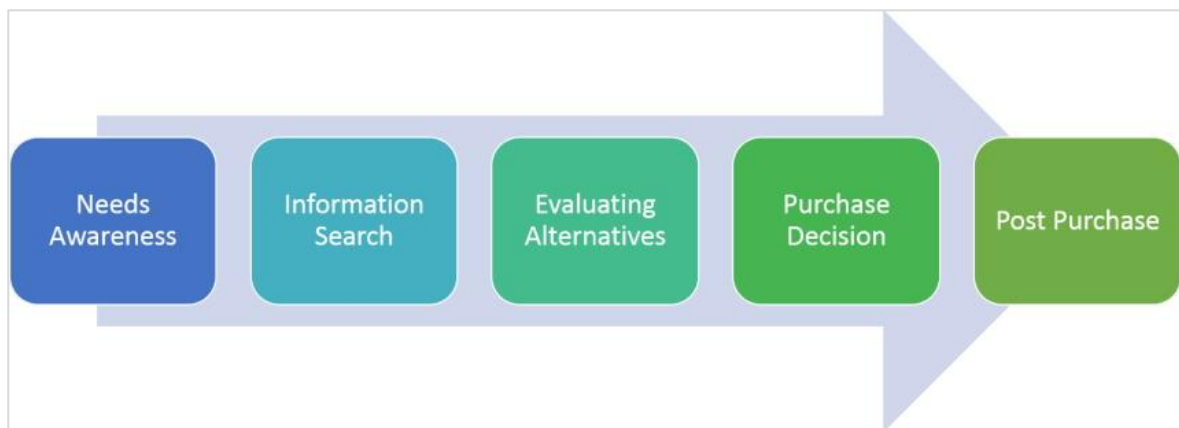 Needs
Awareness
Information
Search
Evaluating
Alternatives
Purchase
Decision
Post Purchase